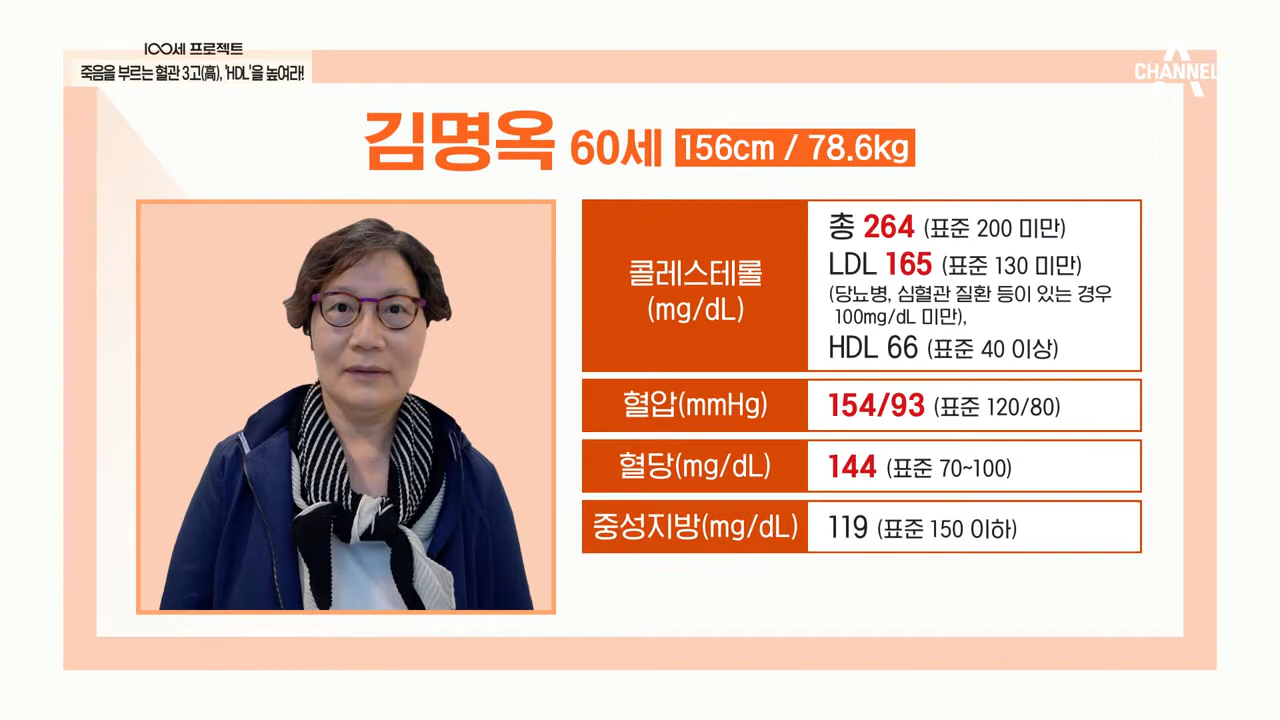 100세 프로젝트
죽음을 부르는 혈관 3고(高), 'HDL'을 높여라!
CHANNEL A
김명옥 60세 156cm / 78.6kg
콜레스테롤
(mg/dL)
총 264 (표준 200 미만)
LDL 165 (표준 130 미만)
(당뇨병, 심혈관 질환 등이 있는 경우
100mg/dL 미만),
HDL 66 (표준 40 이상)
혈압(mmHg)
154/93 (표준 120/80)
혈당(mg/dL)
144 (표준 70~100)
중성지방(mg/dL)
119 (표준 150 이하)